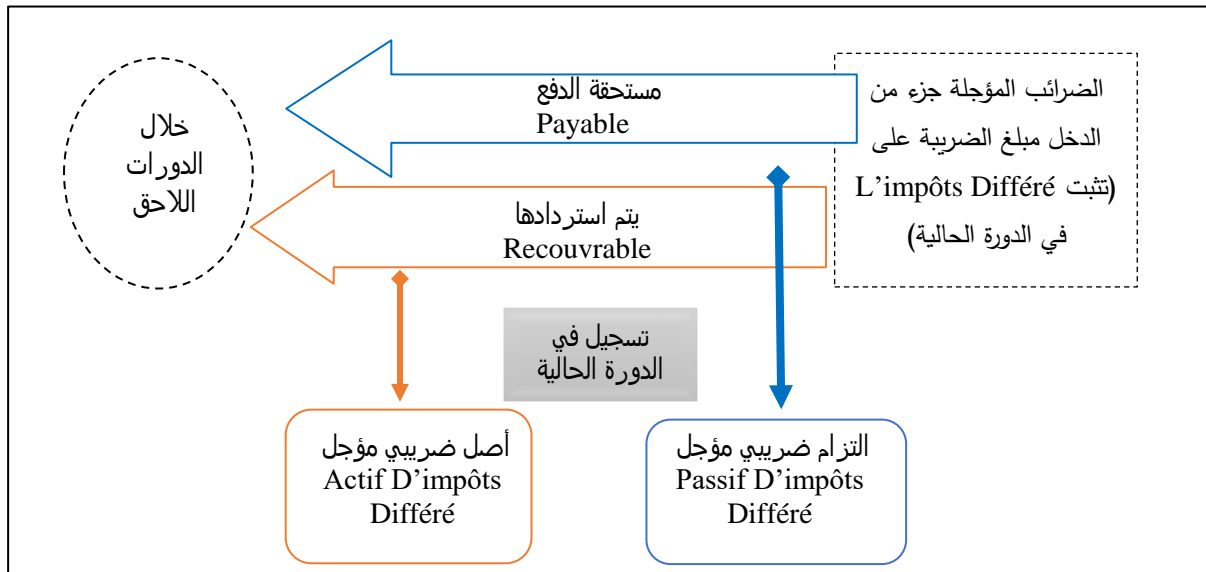 الضرائب المؤجلة جزء من
الدخل مبلغ الضريبة على
L’impôts Différé تثبت)
في الدورة الحالية)
مستحقة الدفع
Payable
يتم استردادها
Recouvrable
خلال
الدورات
اللاحق
تسجيل في
الدورة الحالية
التزام ضريبي مؤجل
Passif D’impôts
Différé
أصل ضريبي مؤجل
Actif D’impôts
Différé